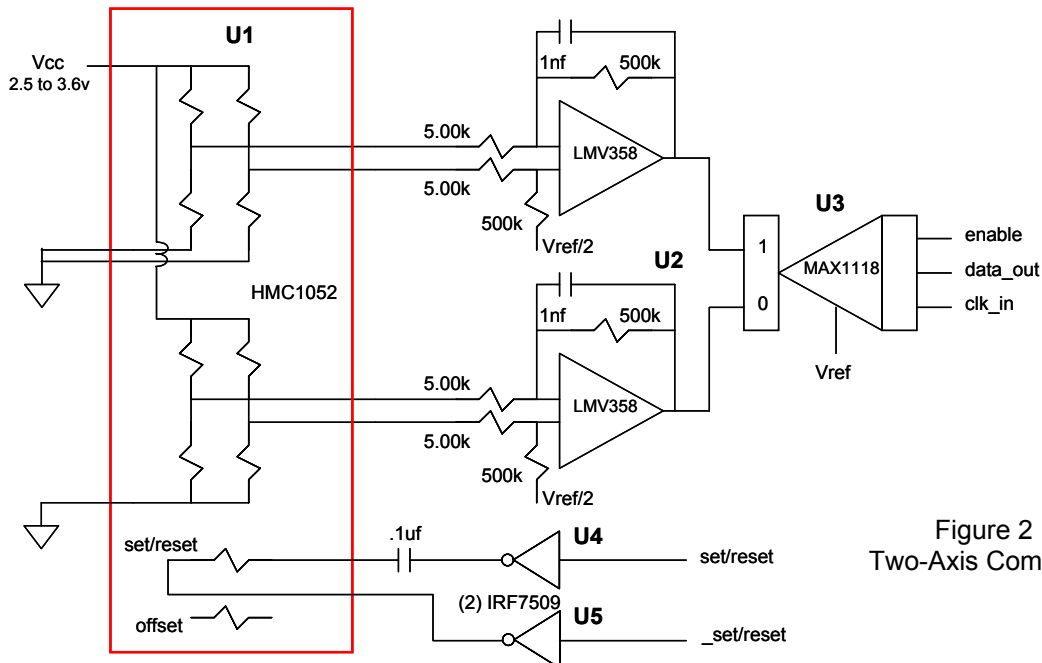 U1
Vcc
2.5 to 3.6v
1nf
500k
5.00k
LMV358
5.00k
500k
Vref/2
U3
1
0
MAX1118
enable
data_out
clk_in
Vref
U2
HMC1052
1nf
500k
5.00k
LMV358
5.00k
500k
Vref/2
set/reset
.1uf
U4
set/reset
(2) IRF7509
U5
offset
_set/reset
Figure 2
Two-Axis Com